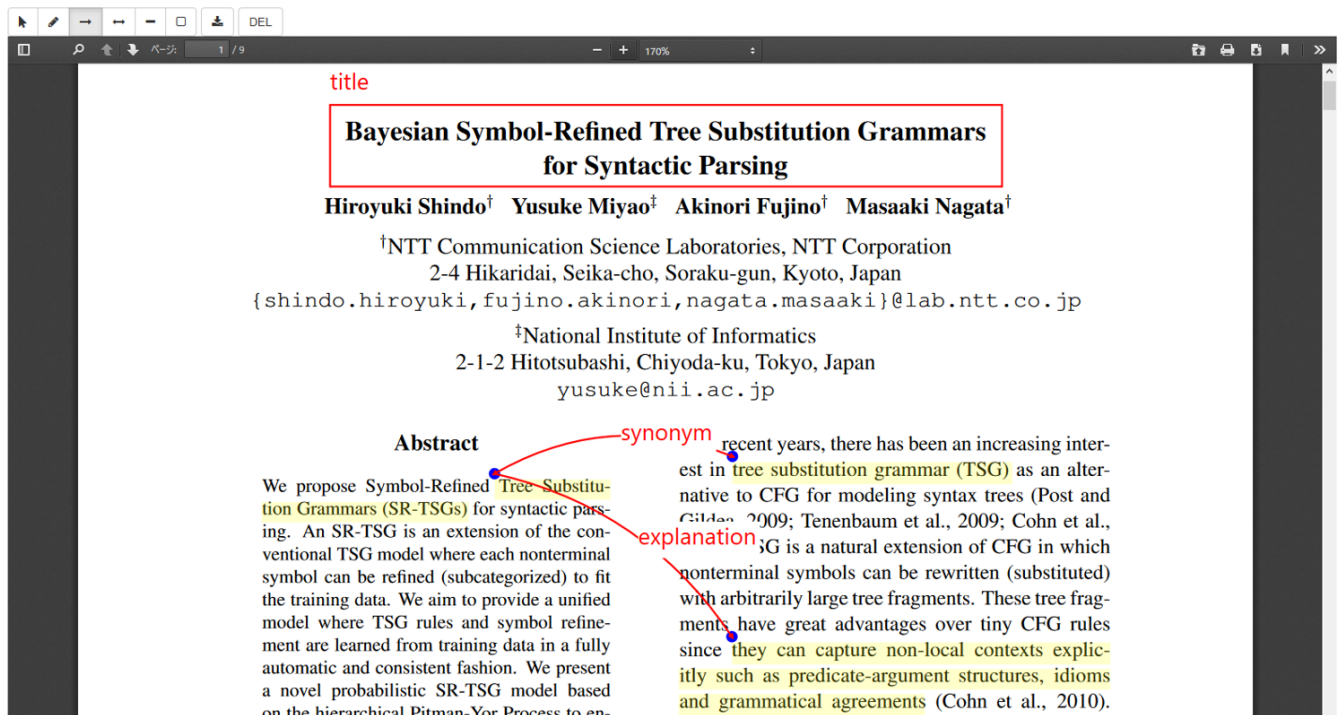 DEL
ページ: 1 / 9
170%
title
Bayesian Symbol-Refined Tree Substitution Grammars
for Syntactic Parsing
Hiroyuki Shindo† Yusuke Miyao‡ Akinori Fujino† Masaaki Nagata†
†NTT Communication Science Laboratories, NTT Corporation
2-4 Hikaridai, Seika-cho, Soraku-gun, Kyoto, Japan
{shindo.hiroyuki,fujino.akinori,nagata.masaaki}@lab.ntt.co.jp
‡National Institute of Informatics
2-1-2 Hitotsubashi, Chiyoda-ku, Tokyo, Japan
yusuke@nii.ac.jp
Abstract
We propose Symbol-Refined Tree Substitu-
tion Grammars (SR-TSGs) for syntactic pars-
ing. An SR-TSG is an extension of the con-
ventional TSG model where each nonterminal
symbol can be refined (subcategorized) to fit
the training data. We aim to provide a unified
model where TSG rules and symbol refine-
ment are learned from training data in a fully
automatic and consistent fashion. We present
a novel probabilistic SR-TSG model based
on the hierarchical Pitman-Yor Process to en-
synonym
explanation
recent years, there has been an increasing inter-
est in tree substitution grammar (TSG) as an alter-
native to CFG for modeling syntax trees (Post and
Gildea, 2009; Tenenbaum et al., 2009; Cohn et al.,
SG is a natural extension of CFG in which
nonterminal symbols can be rewritten (substituted)
with arbitrarily large tree fragments. These tree frag-
ments have great advantages over tiny CFG rules
since they can capture non-local contexts explic-
itly such as predicate-argument structures, idioms
and grammatical agreements (Cohn et al., 2010).